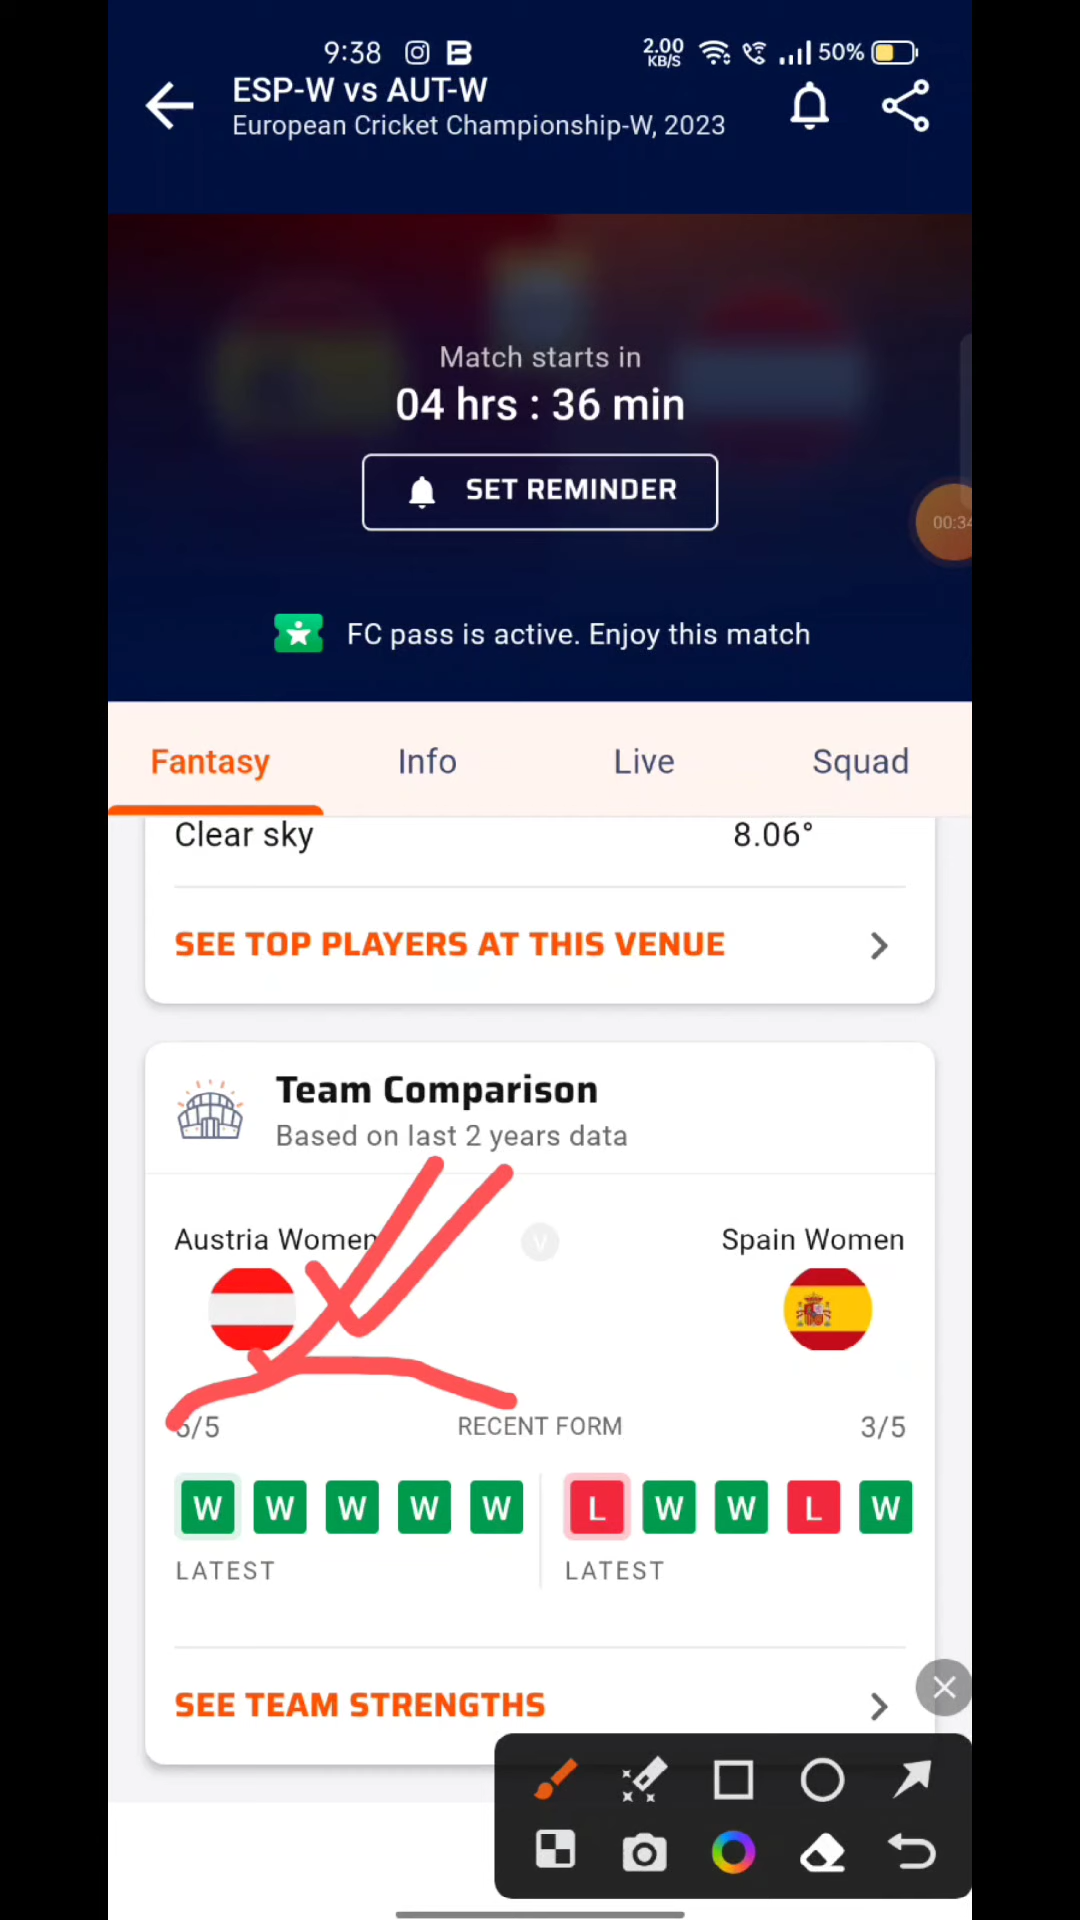 9:38 2.00 KB/S 50%
ESP-W vs AUT-W
European Cricket Championship-W, 2023
Match starts in
04 hrs : 36 min
SET REMINDER
00:34
FC pass is active. Enjoy this match
Fantasy Info Live Squad
Clear sky 8.06°
SEE TOP PLAYERS AT THIS VENUE
Team Comparison
Based on last 2 years data
Austria Women V Spain Women
5/5 RECENT FORM 3/5
W W W W W L W W L W
LATEST LATEST
SEE TEAM STRENGTHS